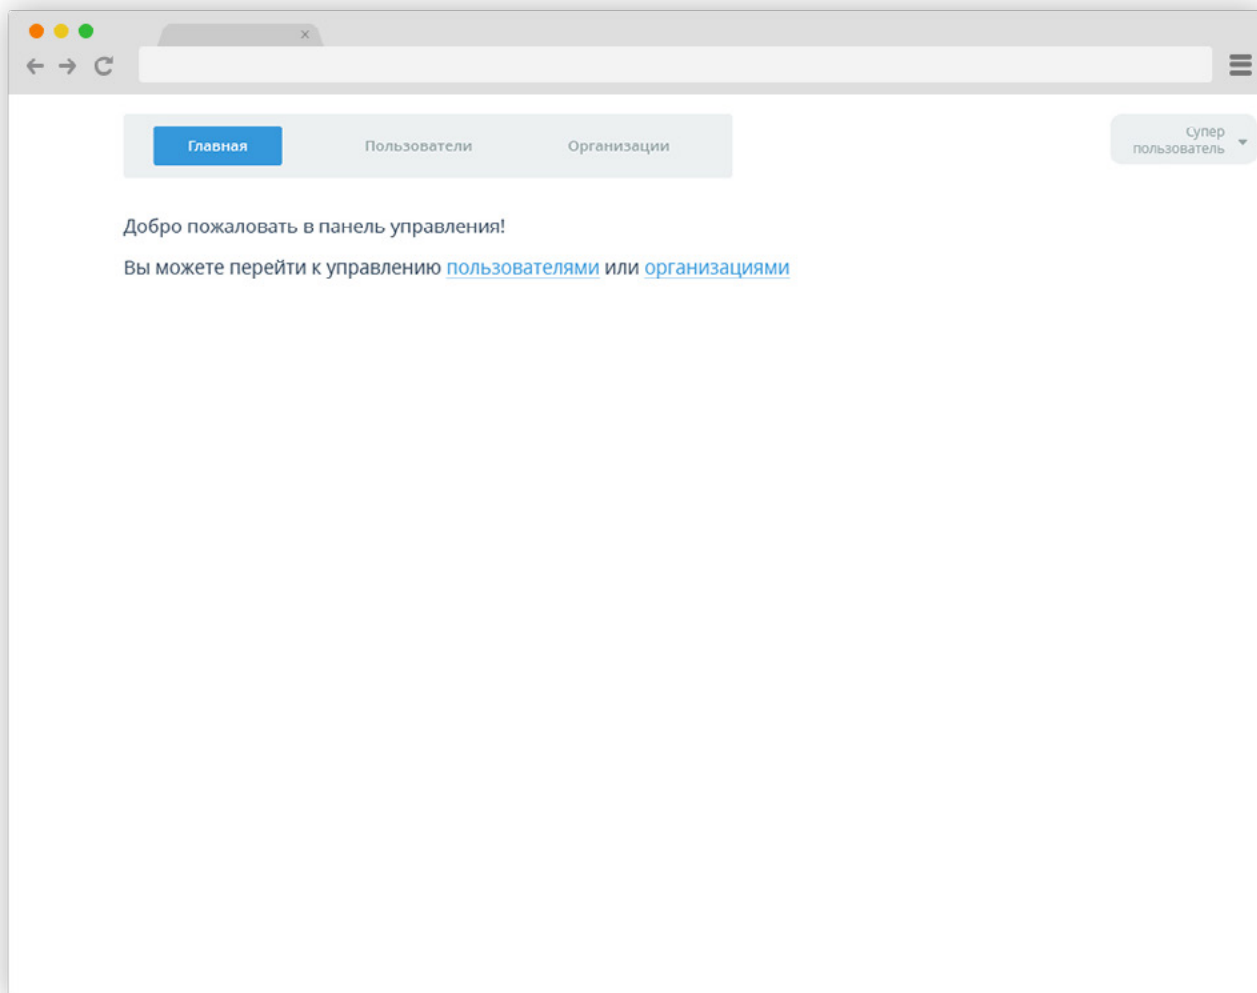 Главная Пользователи Организации
Супер
пользователь
Добро пожаловать в панель управления!
Вы можете перейти к управлению пользователями или организациями